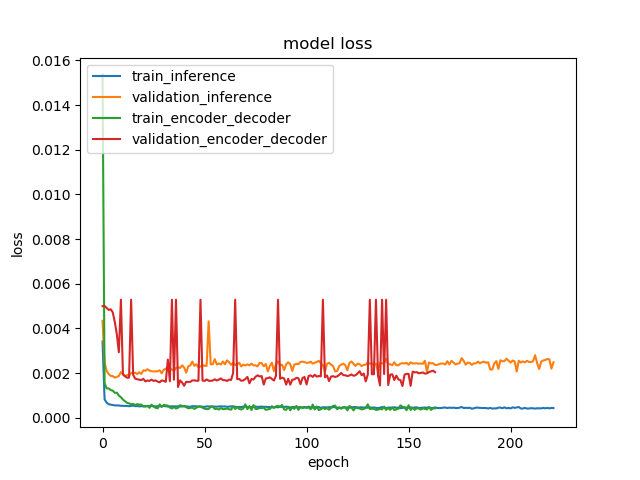 model loss
train_inference
validation_inference
train_encoder_decoder
validation_encoder_decoder
0.016
0.014
0.012
0.010
0.008
0.006
0.004
0.002
0.000
loss
0 50 100 150 200
epoch